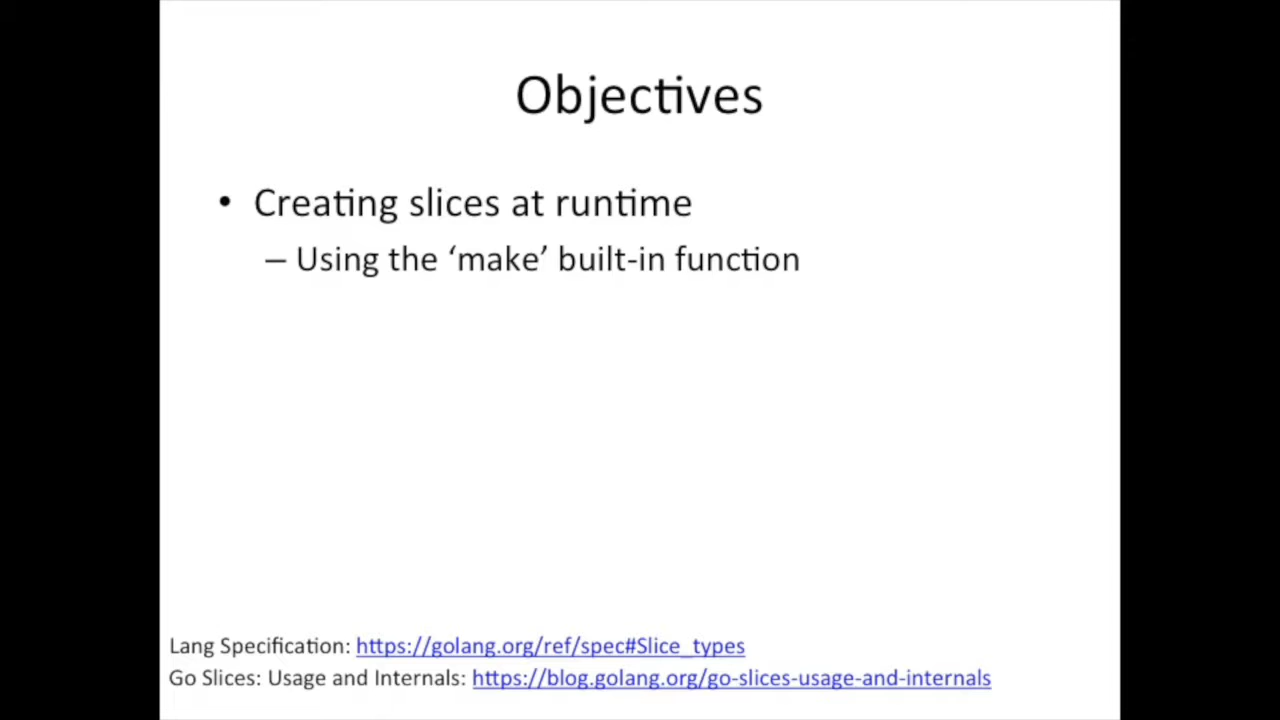 Objectives
• Creating slices at runtime
– Using the ‘make’ built-in function
Lang Specification: https://golang.org/ref/spec#Slice_types
Go Slices: Usage and Internals: https://blog.golang.org/go-slices-usage-and-internals